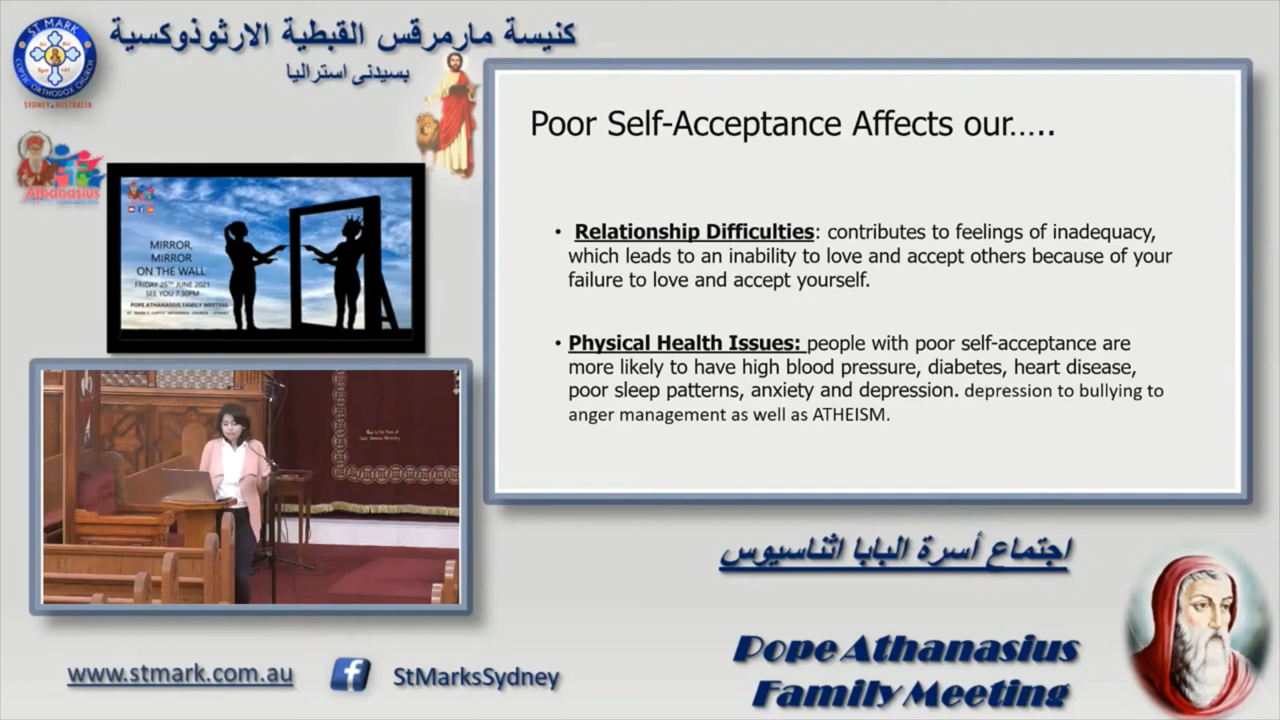 ST MARK
COPTIC ORTHODOX CHURCH
SYDNEY AUSTRALIA
كنيسة مارمرقس القبطية الارثوذوكسية
بسيدنى استراليا
Athanasius
MIRROR,
MIRROR
ON THE WALL
FRIDAY 25TH JUNE 2021
SEE YOU 7:30PM
POPE ATHANASIUS FAMILY MEETING
ST MARK'S COPTIC ORTHODOX CHURCH - SYDNEY
Poor Self-Acceptance Affects our.....
• Relationship Difficulties: contributes to feelings of inadequacy,
which leads to an inability to love and accept others because of your
failure to love and accept yourself.
• Physical Health Issues: people with poor self-acceptance are
more likely to have high blood pressure, diabetes, heart disease,
poor sleep patterns, anxiety and depression. depression to bullying to
anger management as well as ATHEISM.
اجتماع أسرة البابا اثناسيوس
Pope Athanasius
Family Meeting
www.stmark.com.au
f StMarksSydney